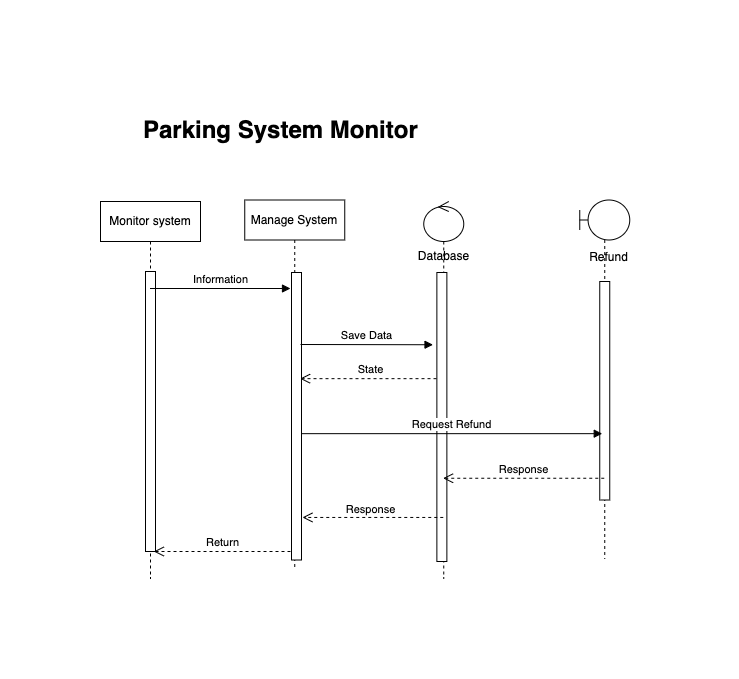 Parking System Monitor
Monitor system
Manage System
Database
Refund
Information
Save Data
State
Request Refund
Response
Response
Return